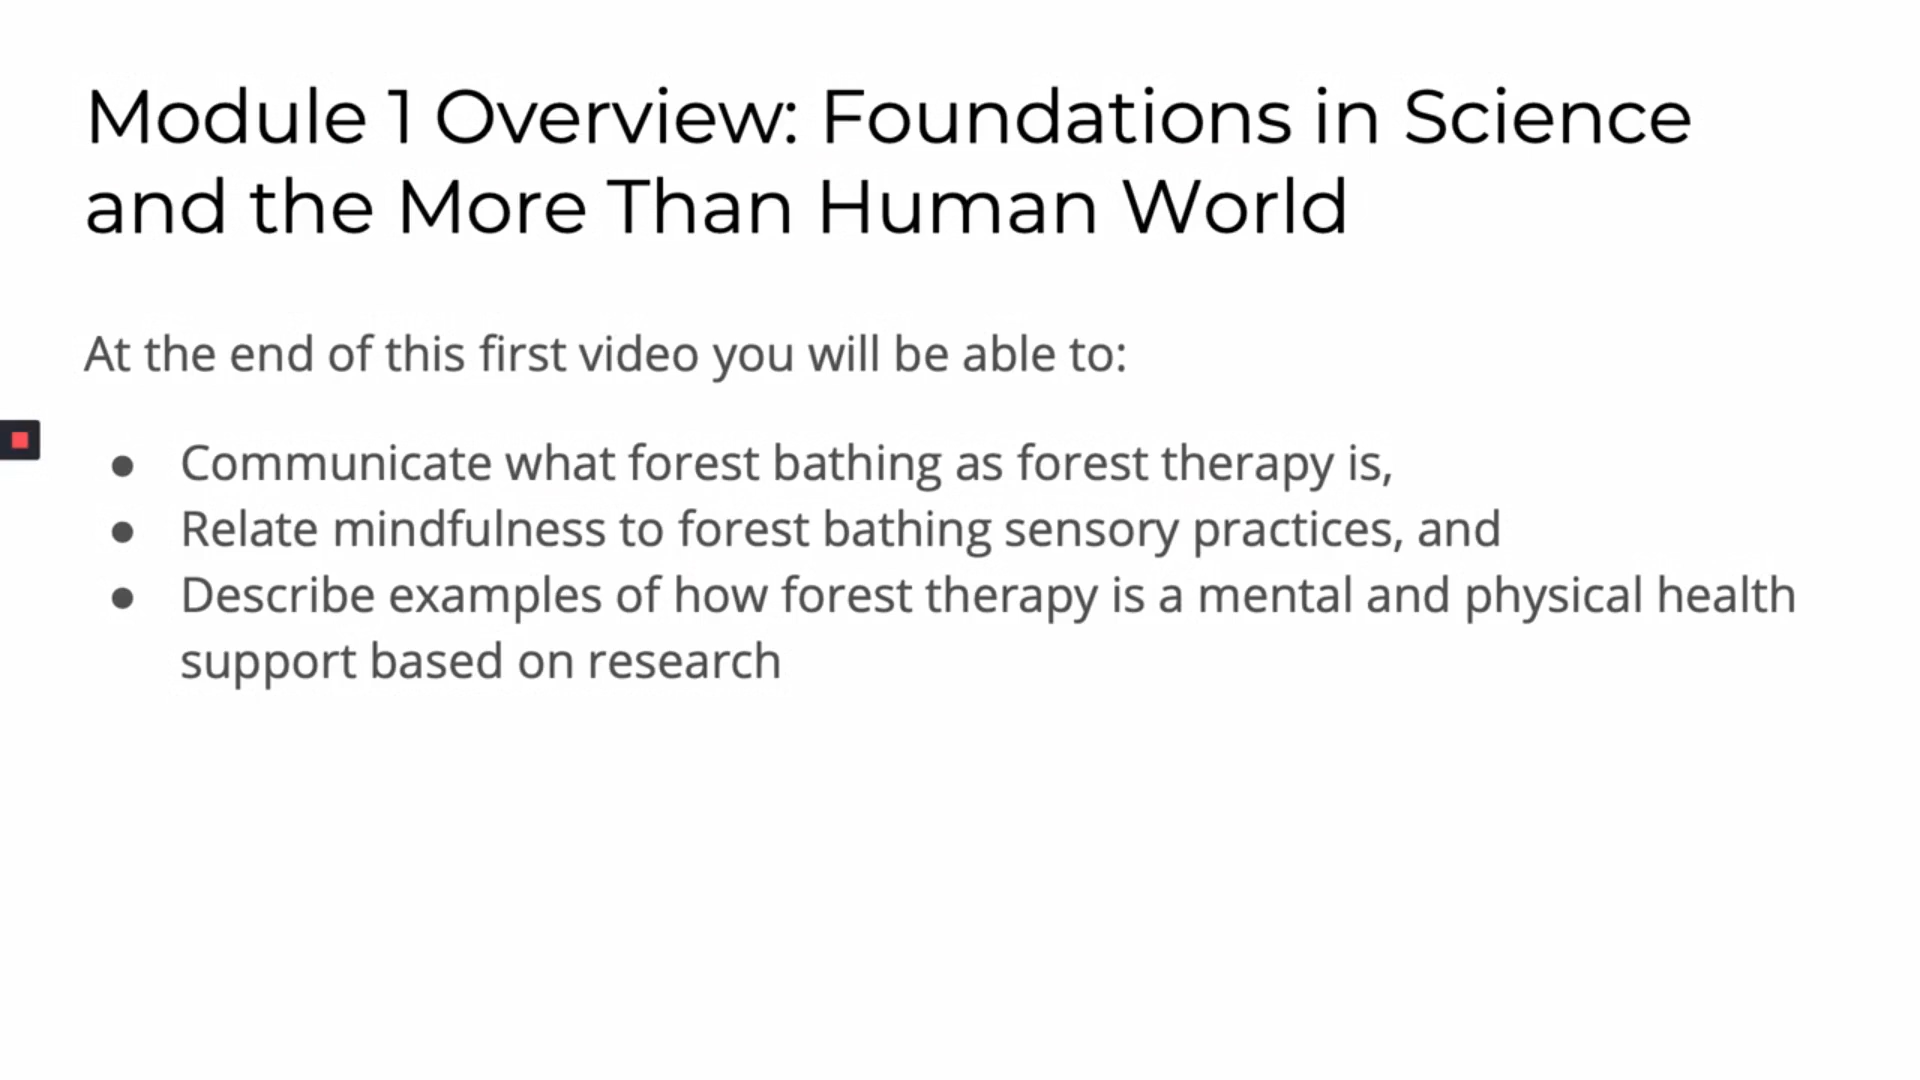 Module 1 Overview: Foundations in Science
and the More Than Human World
At the end of this first video you will be able to:
● Communicate what forest bathing as forest therapy is,
● Relate mindfulness to forest bathing sensory practices, and
● Describe examples of how forest therapy is a mental and physical health
support based on research